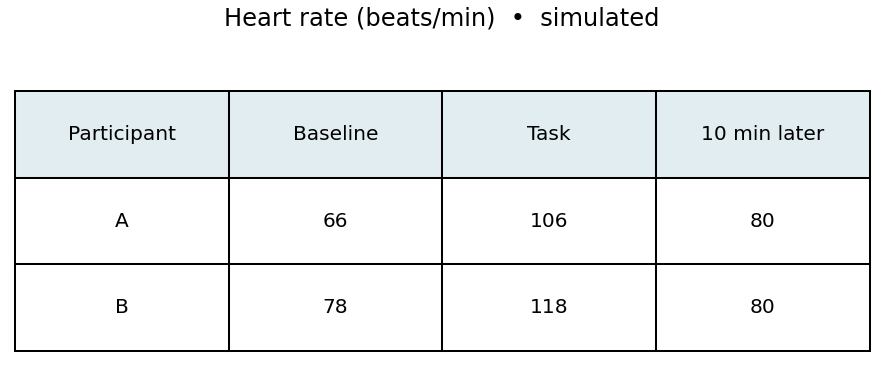 Heart rate (beats/min)  •  simulated
Participant Baseline Task 10 min later
A 66 106 80
B 78 118 80